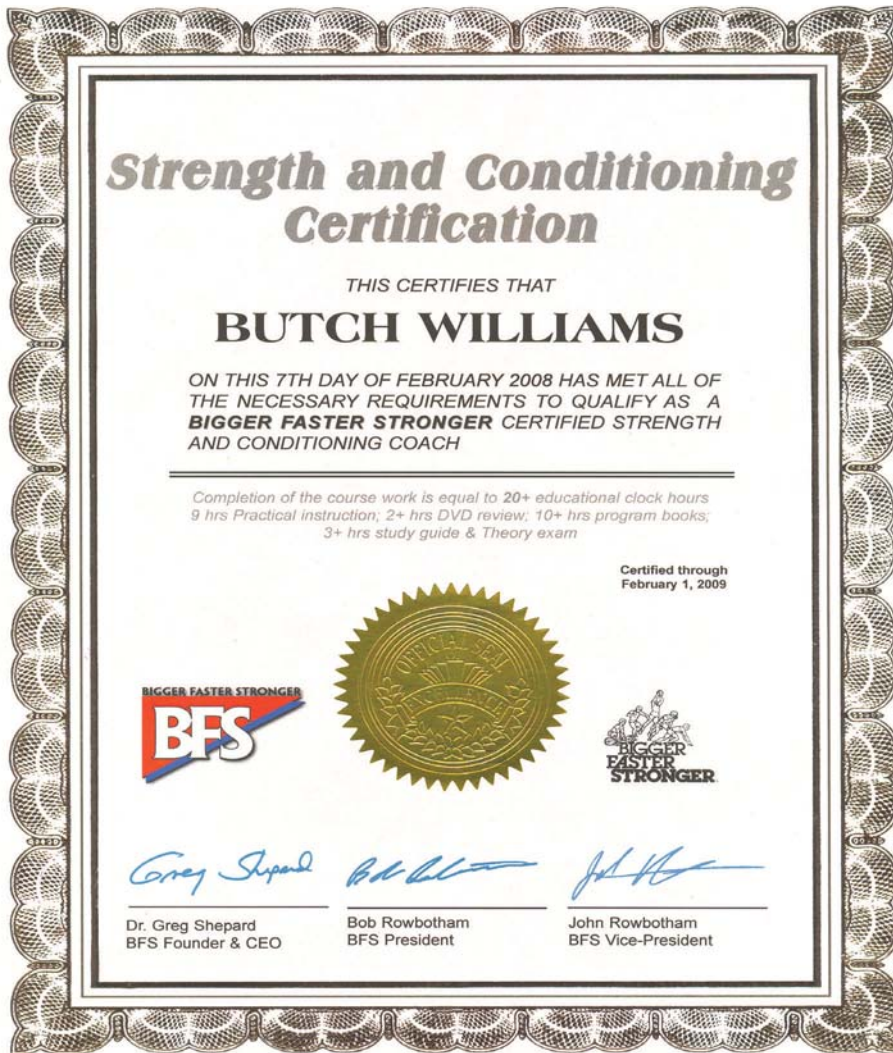 Strength and Conditioning
Certification
THIS CERTIFIES THAT
BUTCH WILLIAMS
ON THIS 7TH DAY OF FEBRUARY 2008 HAS MET ALL OF
THE NECESSARY REQUIREMENTS TO QUALIFY AS A
BIGGER FASTER STRONGER CERTIFIED STRENGTH
AND CONDITIONING COACH
Completion of the course work is equal to 20+ educational clock hours
9 hrs Practical instruction; 2+ hrs DVD review; 10+ hrs program books;
3+ hrs study guide & Theory exam
Certified through
February 1, 2009
OFFICIAL SEAL
EXCELLENCE
BIGGER FASTER STRONGER
BFS
BIGGER
FASTER
STRONGER
Greg Shepard
Dr. Greg Shepard
BFS Founder & CEO
Bob Rowbotham
BFS President
John Rowbotham
BFS Vice-President